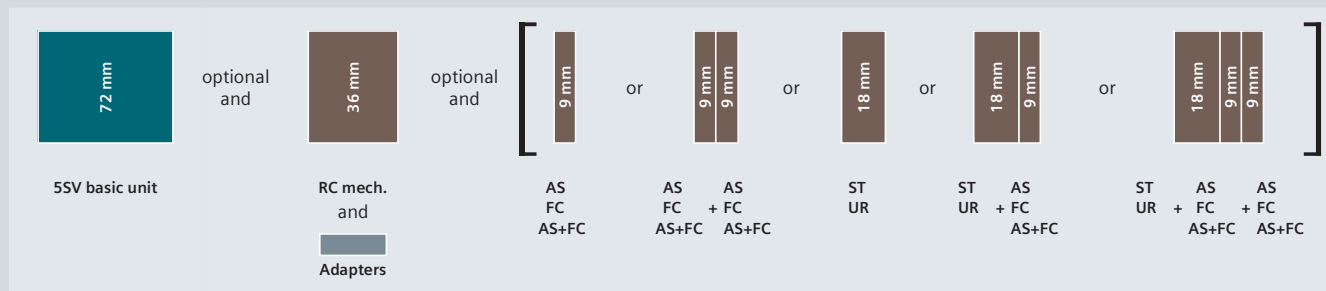 72 mm
optional
and
36 mm
optional
and
9 mm
or
9 mm
9 mm
or
18 mm
or
18 mm
9 mm
or
18 mm
9 mm
9 mm
5SV basic unit
RC mech.
and
Adapters
AS
FC
AS+FC
AS AS
FC + FC
AS+FC AS+FC
ST
UR
ST AS
UR + FC
AS+FC
ST AS AS
UR + FC + FC
AS+FC AS+FC